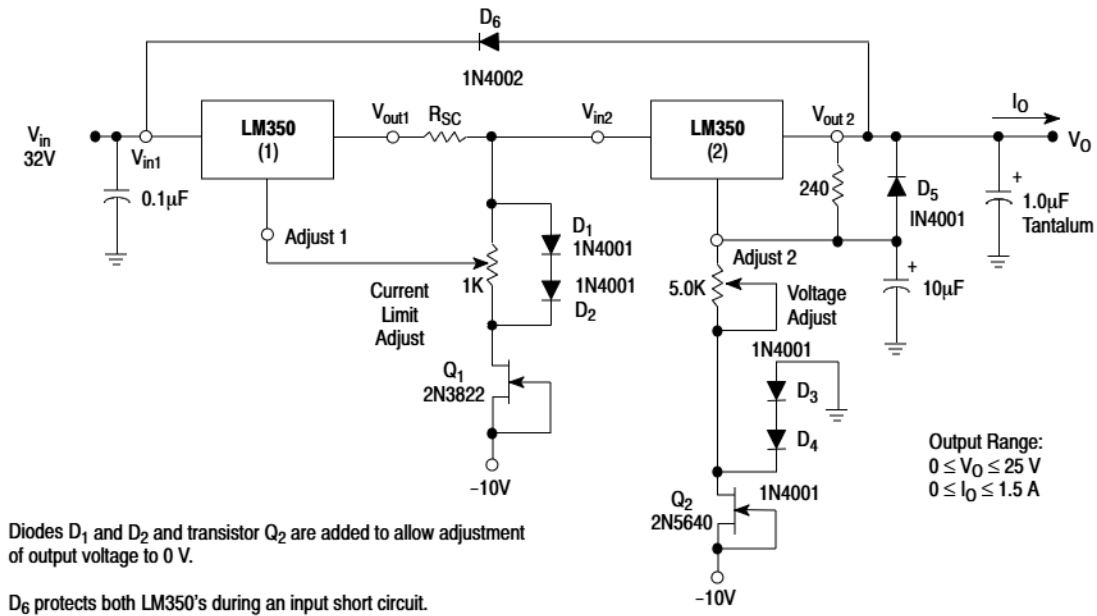 D6
1N4002
Vin
32V
Vin1
LM350
(1)
Vout1
RSC
Vin2
LM350
(2)
Vout 2
IO
VO
0.1µF
Adjust 1
Current
Limit
Adjust
1K
D1
1N4001
1N4001
D2
240
D5
IN4001
+
1.0µF
Tantalum
Adjust 2
5.0K
Voltage
Adjust
+
10µF
Q1
2N3822
–10V
1N4001
D3
D4
1N4001
Q2
2N5640
–10V
Output Range:
0 ≤ VO ≤ 25 V
0 ≤ IO ≤ 1.5 A
Diodes D1 and D2 and transistor Q2 are added to allow adjustment
of output voltage to 0 V.
D6 protects both LM350's during an input short circuit.